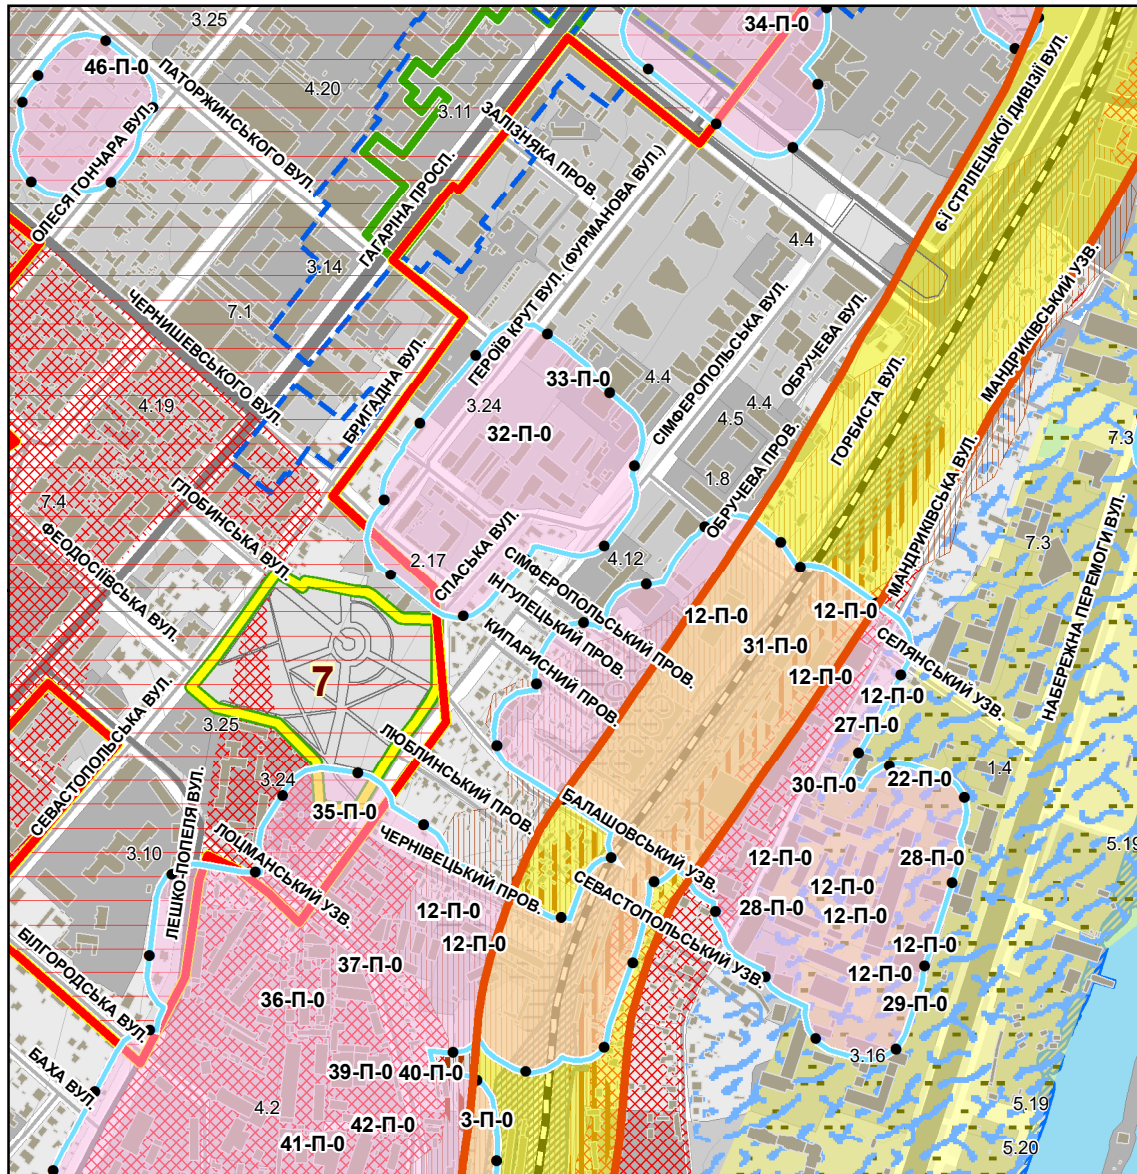 3.25
34-П-0
46-П-0
ПАТОРЖИНСЬКОГО ВУЛ.
4.20
3.11
ЗАЛІЗНЯКА ПРОВ.
6-Ї СТРІЛЕЦЬКОЇ ДИВІЗІЇ ВУЛ.
ОЛЕСЯ ГОНЧАРА ВУЛ.
ГАГАРІНА ПРОСП.
ГЕРОЇВ КРУТ ВУЛ. (ФУРМАНОВА ВУЛ.)
3.14
4.4
МАНДРИКІВСЬКИЙ УЗВ.
7.1
ЧЕРНИШЕВСЬКОГО ВУЛ.
СІМФЕРОПОЛЬСЬКА ВУЛ.
ОБРУЧЕВА ВУЛ.
БРИГАДНА ВУЛ.
33-П-0
4.4
4.4
ГОРБИСТА ВУЛ.
4.19
3.24
32-П-0
4.5
7.3
7.4
ГЛОБИНСЬКА ВУЛ.
1.8
ОБРУЧЕВА ПРОВ.
МАНДРИКІВСЬКА ВУЛ.
ФЕОДОСІЇВСЬКА ВУЛ.
2.17
СПАСЬКА ВУЛ.
4.12
7.3
НАБЕРЕЖНА ПЕРЕМОГИ ВУЛ.
СІМФЕРОПОЛЬСЬКИЙ ПРОВ.
ІНГУЛЕЦЬКИЙ ПРОВ.
КИПАРИСНИЙ ПРОВ.
12-П-0
12-П-0
31-П-0
СЕЛЯНСЬКИЙ УЗВ.
7
12-П-0
12-П-0
СЕВАСТОПОЛЬСЬКА ВУЛ.
3.25
ЛЮБЛИНСЬКИЙ ПРОВ.
27-П-0
3.24
30-П-0
22-П-0
1.4
35-П-0
БАЛАШОВСЬКИЙ УЗВ.
ЛЕШКО-ПОПЕЛЯ ВУЛ.
ЛОЦМАНСЬКИЙ УЗВ.
ЧЕРНІВЕЦЬКИЙ ПРОВ.
3.10
12-П-0
28-П-0
5.19
СЕВАСТОПОЛЬСЬКИЙ УЗВ.
12-П-0
28-П-0
12-П-0
12-П-0
12-П-0
12-П-0
37-П-0
12-П-0
БІЛГОРОДСЬКА ВУЛ.
36-П-0
29-П-0
3.16
БАХА ВУЛ.
39-П-0
40-П-0
4.2
3-П-0
42-П-0
41-П-0
5.19
5.20